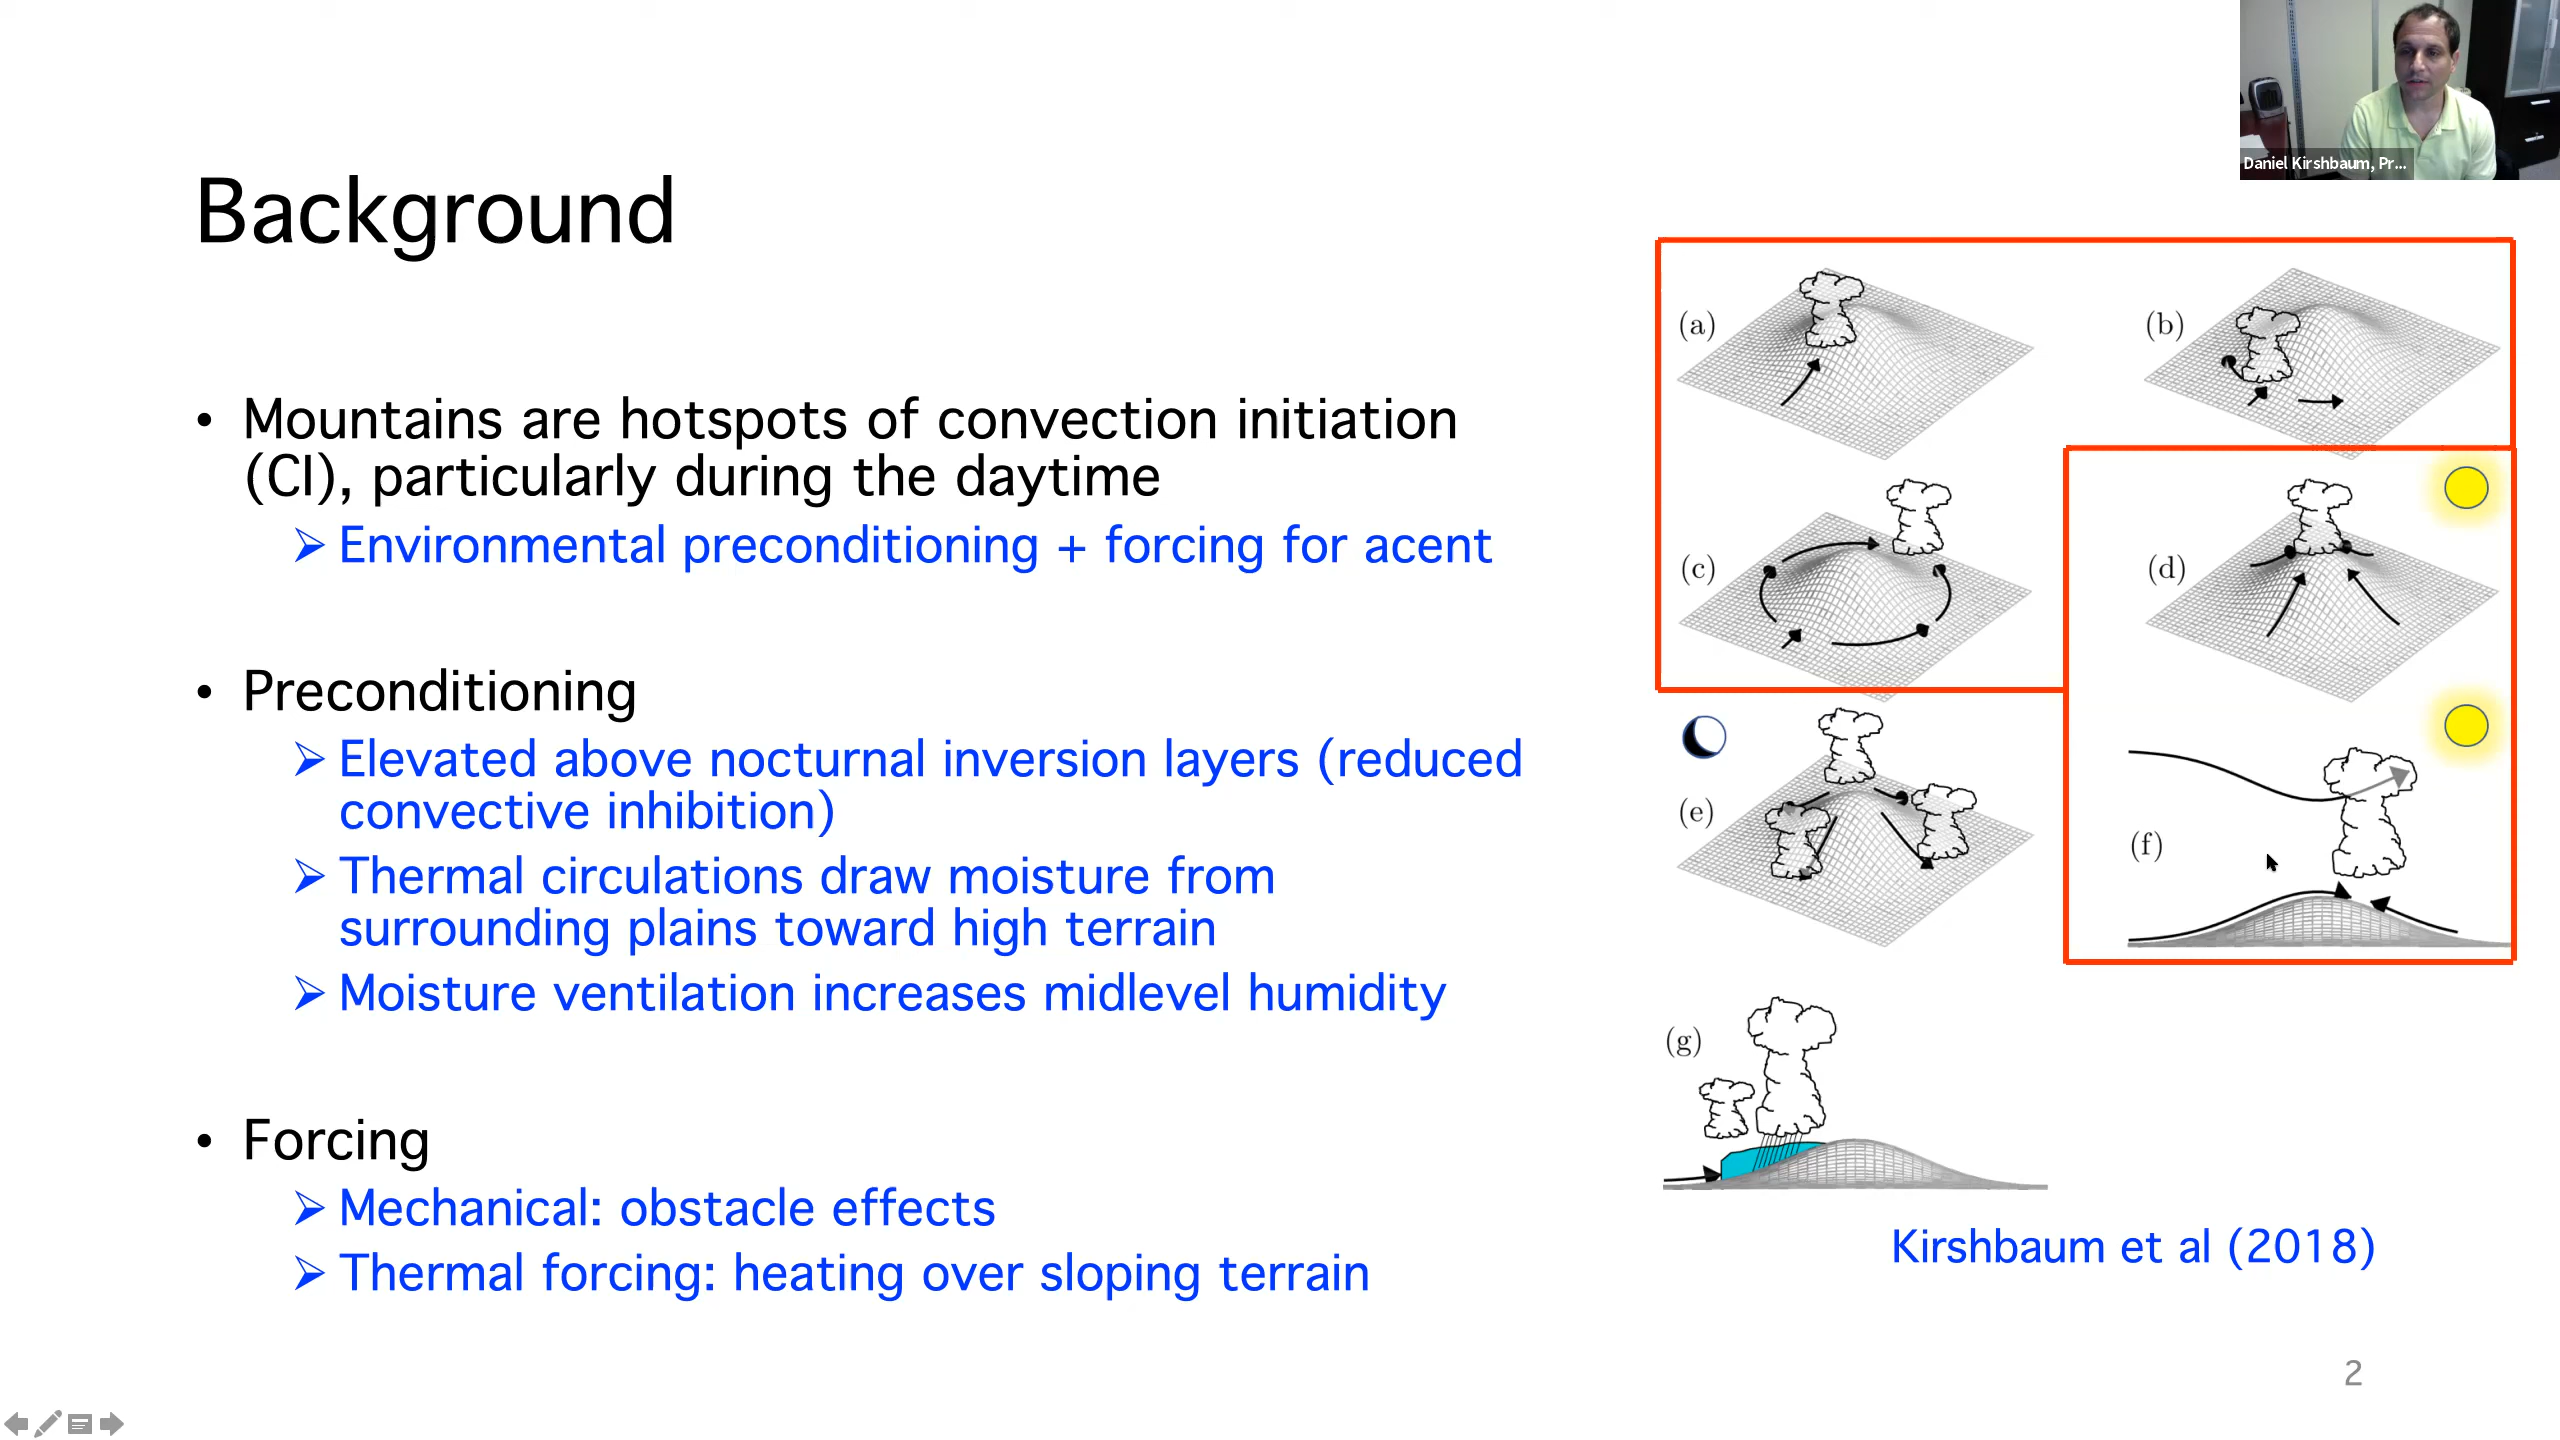 Daniel Kirshbaum, Pr...
Background
• Mountains are hotspots of convection initiation
(CI), particularly during the daytime
➢ Environmental preconditioning + forcing for acent
• Preconditioning
➢ Elevated above nocturnal inversion layers (reduced
convective inhibition)
➢ Thermal circulations draw moisture from
surrounding plains toward high terrain
➢ Moisture ventilation increases midlevel humidity
• Forcing
➢ Mechanical: obstacle effects
➢ Thermal forcing: heating over sloping terrain
(a)
(b)
(c)
(d)
(e)
(f)
(g)
Kirshbaum et al (2018)
2